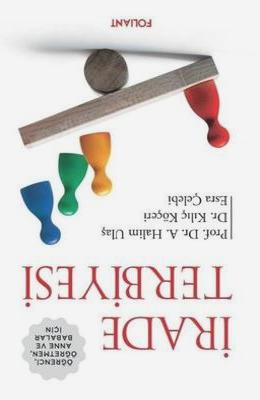 ÖĞRENCİ,
ÖĞRETMEN,
ANNE VE
BABALAR
İÇİN
İRADE
TERBİYESİ
Prof. Dr. A. Halim Ulaş
Dr. Kılıç Köçeri
Esra Çelebi
FOLIANT